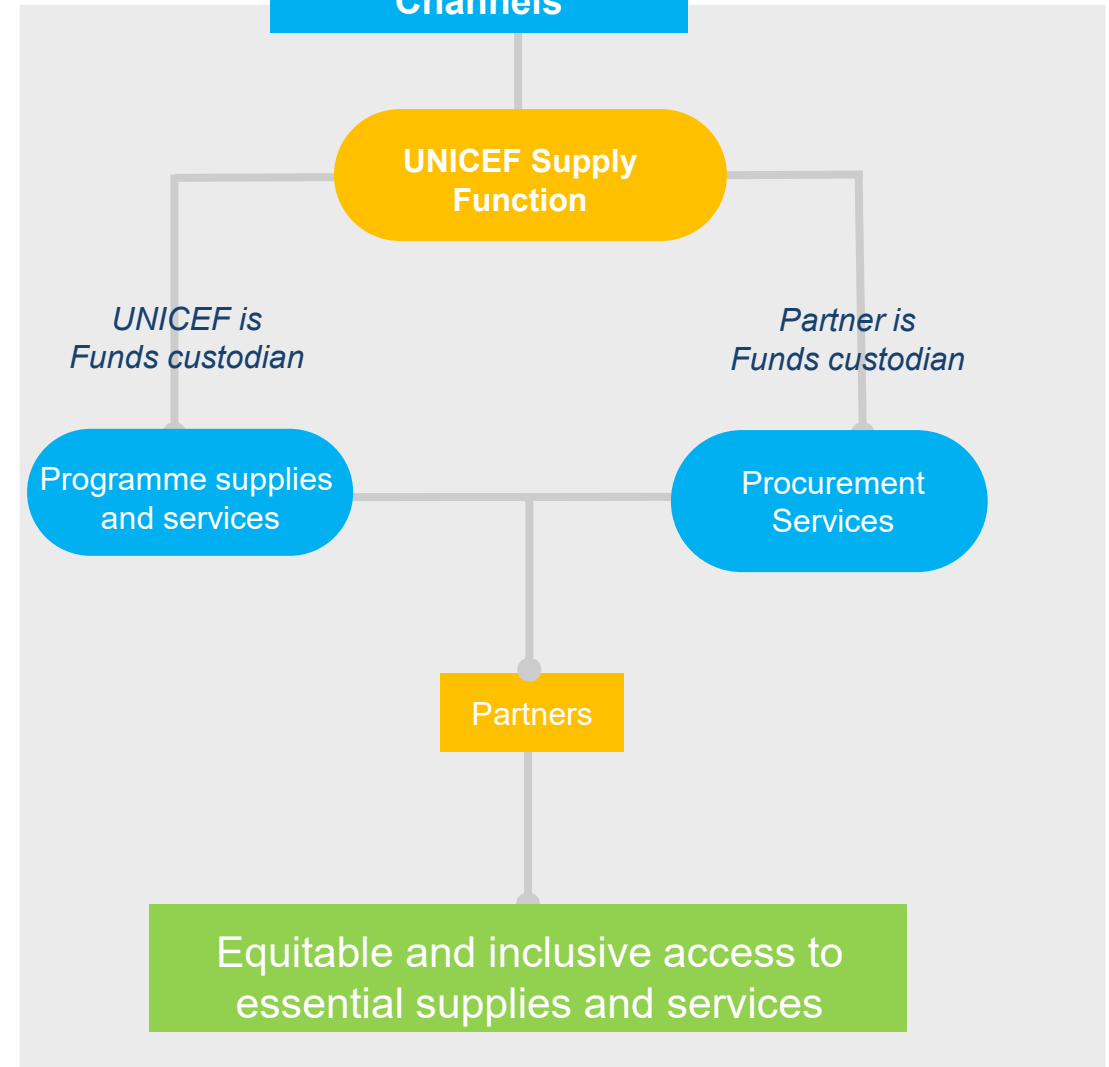 Channels
UNICEF Supply
Function
UNICEF is
Funds custodian
Partner is
Funds custodian
Programme supplies
and services
Procurement
Services
Partners
Equitable and inclusive access to
essential supplies and services